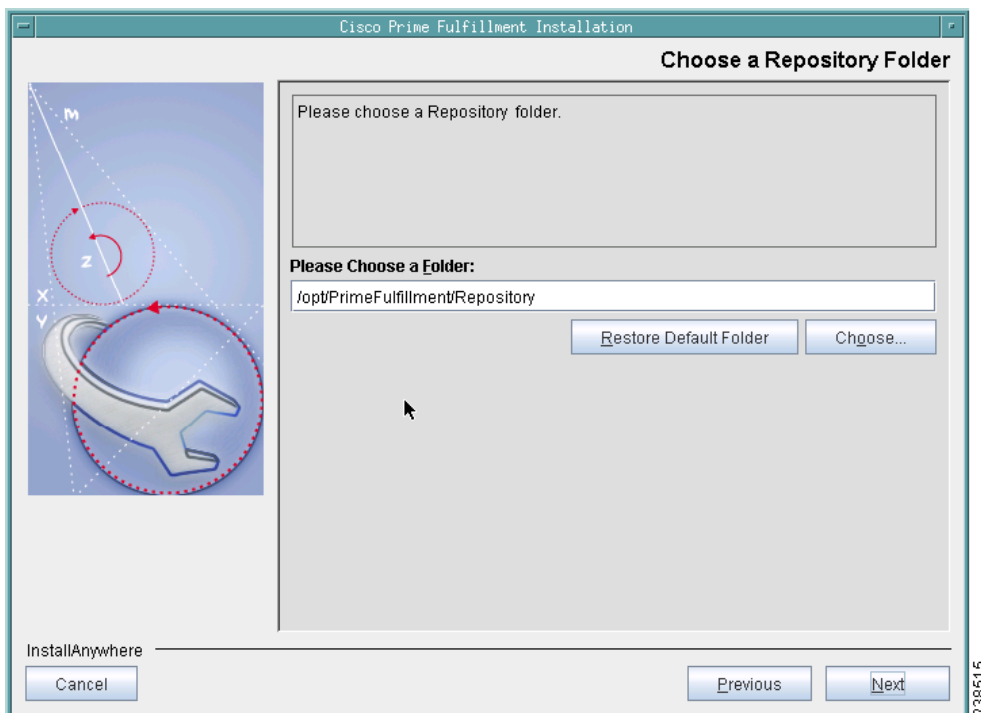 Cisco Prime Fulfillment Installation
Choose a Repository Folder
M
Z
X
Y
Please choose a Repository folder.
Please Choose a Folder:
/opt/PrimeFulfillment/Repository
Restore Default Folder
Choose...
InstallAnywhere
Cancel
Previous
Next
238515